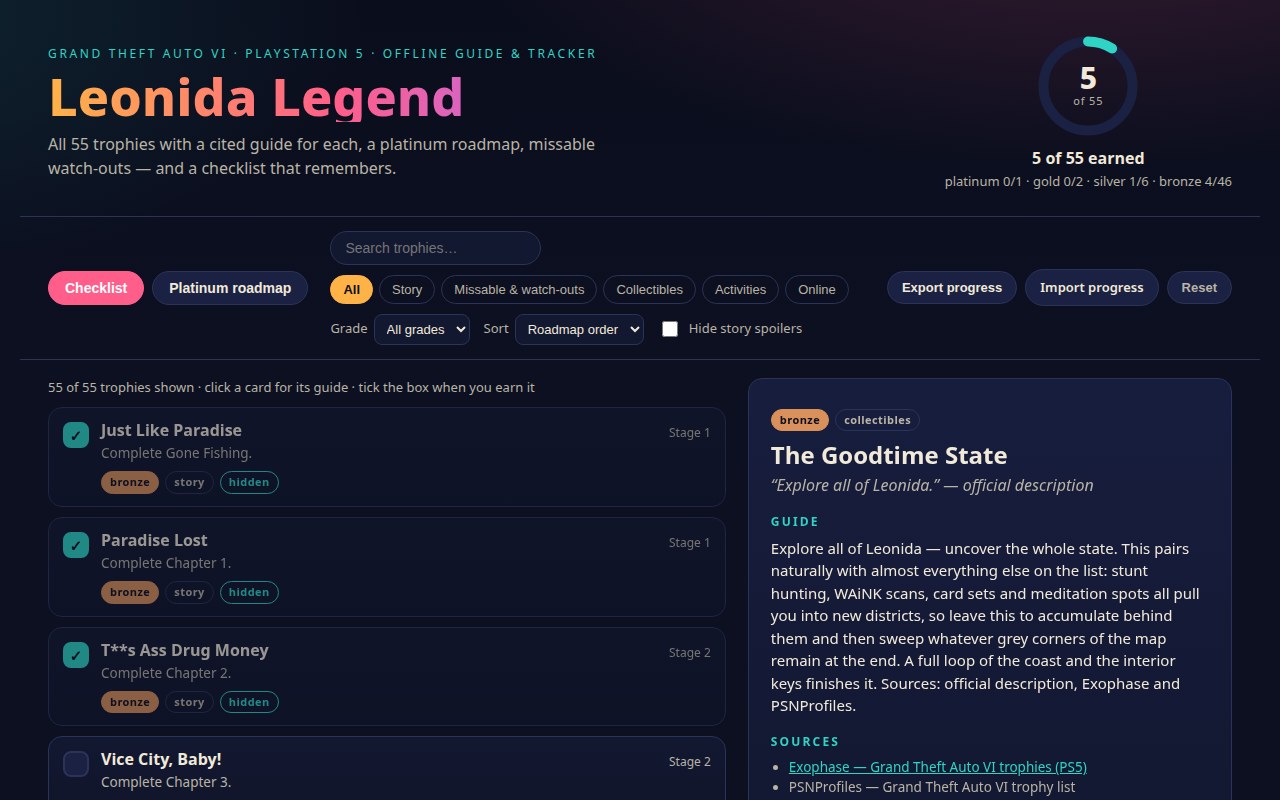 GRAND THEFT AUTO VI · PLAYSTATION 5 · OFFLINE GUIDE & TRACKER
Leonida Legend
All 55 trophies with a cited guide for each, a platinum roadmap, missable
watch-outs — and a checklist that remembers.
5
of 55
5 of 55 earned
platinum 0/1 · gold 0/2 · silver 1/6 · bronze 4/46
Checklist
Platinum roadmap
Search trophies…
All
Story
Missable & watch-outs
Collectibles
Activities
Online
Grade
All grades
Sort
Roadmap order
Hide story spoilers
Export progress
Import progress
Reset
55 of 55 trophies shown · click a card for its guide · tick the box when you earn it
Just Like Paradise
Stage 1
Complete Gone Fishing.
bronze
story
hidden
Paradise Lost
Stage 1
Complete Chapter 1.
bronze
story
hidden
T**s Ass Drug Money
Stage 2
Complete Chapter 2.
bronze
story
hidden
Vice City, Baby!
Stage 2
Complete Chapter 3.
bronze
collectibles
The Goodtime State
“Explore all of Leonida.” — official description
GUIDE
Explore all of Leonida — uncover the whole state. This pairs
naturally with almost everything else on the list: stunt
hunting, WAiNK scans, card sets and meditation spots all pull
you into new districts, so leave this to accumulate behind
them and then sweep whatever grey corners of the map
remain at the end. A full loop of the coast and the interior
keys finishes it. Sources: official description, Exophase and
PSNProfiles.
SOURCES
Exophase — Grand Theft Auto VI trophies (PS5)
PSNProfiles — Grand Theft Auto VI trophy list